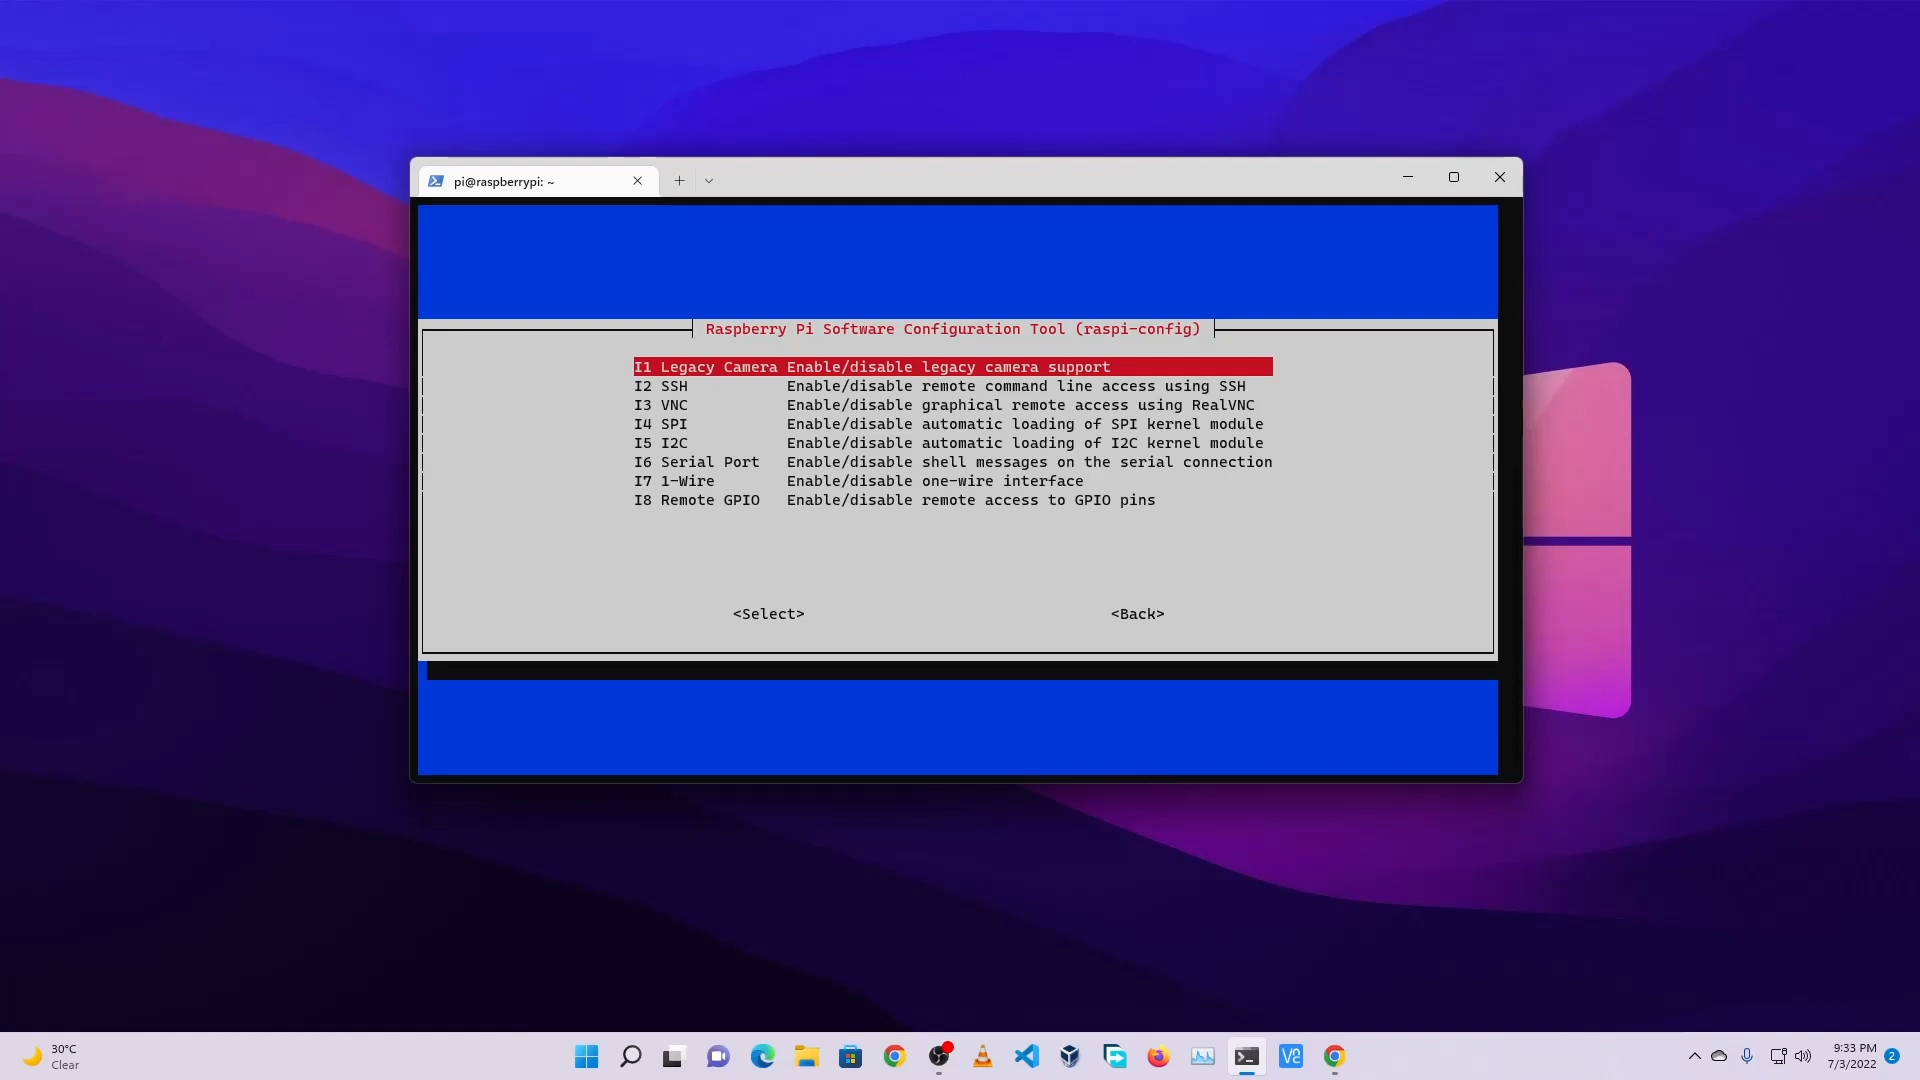 pi@raspberrypi: ~
Raspberry Pi Software Configuration Tool (raspi-config)
I1 Legacy Camera Enable/disable legacy camera support
I2 SSH Enable/disable remote command line access using SSH
I3 VNC Enable/disable graphical remote access using RealVNC
I4 SPI Enable/disable automatic loading of SPI kernel module
I5 I2C Enable/disable automatic loading of I2C kernel module
I6 Serial Port Enable/disable shell messages on the serial connection
I7 1-Wire Enable/disable one-wire interface
I8 Remote GPIO Enable/disable remote access to GPIO pins
<Select> <Back>
30°C
Clear
9:33 PM
7/3/2022
2